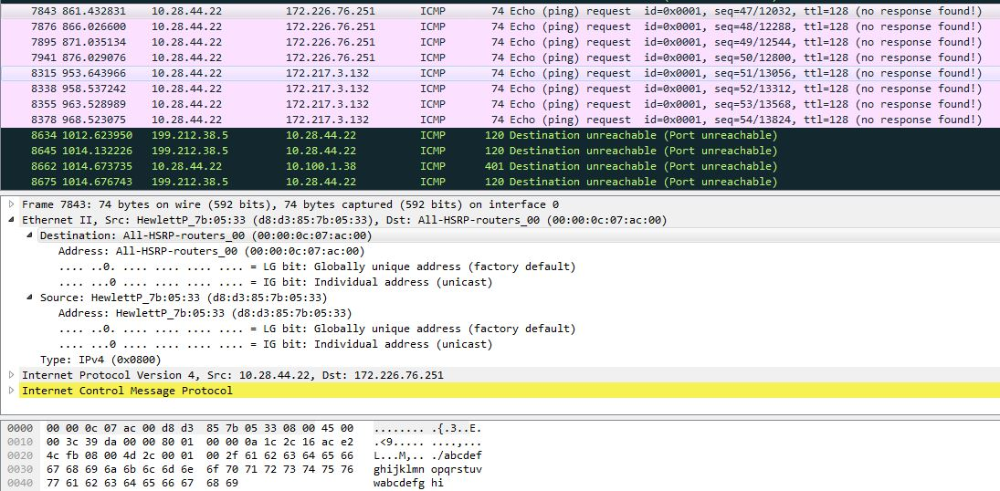 7843 861.432831 10.28.44.22 172.226.76.251 ICMP 74 Echo (ping) request id=0x0001, seq=47/12032, ttl=128 (no response found!)
7876 866.026600 10.28.44.22 172.226.76.251 ICMP 74 Echo (ping) request id=0x0001, seq=48/12288, ttl=128 (no response found!)
7895 871.035134 10.28.44.22 172.226.76.251 ICMP 74 Echo (ping) request id=0x0001, seq=49/12544, ttl=128 (no response found!)
7941 876.029076 10.28.44.22 172.226.76.251 ICMP 74 Echo (ping) request id=0x0001, seq=50/12800, ttl=128 (no response found!)
8315 953.643966 10.28.44.22 172.217.3.132 ICMP 74 Echo (ping) request id=0x0001, seq=51/13056, ttl=128 (no response found!)
8338 958.537242 10.28.44.22 172.217.3.132 ICMP 74 Echo (ping) request id=0x0001, seq=52/13312, ttl=128 (no response found!)
8355 963.528989 10.28.44.22 172.217.3.132 ICMP 74 Echo (ping) request id=0x0001, seq=53/13568, ttl=128 (no response found!)
8378 968.523075 10.28.44.22 172.217.3.132 ICMP 74 Echo (ping) request id=0x0001, seq=54/13824, ttl=128 (no response found!)
8634 1012.623950 199.212.38.5 10.28.44.22 ICMP 120 Destination unreachable (Port unreachable)
8645 1014.132226 199.212.38.5 10.28.44.22 ICMP 120 Destination unreachable (Port unreachable)
8662 1014.673735 10.28.44.22 10.100.1.38 ICMP 401 Destination unreachable (Port unreachable)
8675 1014.676743 199.212.38.5 10.28.44.22 ICMP 120 Destination unreachable (Port unreachable)
Frame 7843: 74 bytes on wire (592 bits), 74 bytes captured (592 bits) on interface 0
Ethernet II, Src: HewlettP_7b:05:33 (d8:d3:85:7b:05:33), Dst: All-HSRP-routers_00 (00:00:0c:07:ac:00)
Destination: All-HSRP-routers_00 (00:00:0c:07:ac:00)
Address: All-HSRP-routers_00 (00:00:0c:07:ac:00)
.... ..0. .... .... .... .... = LG bit: Globally unique address (factory default)
.... ...0 .... .... .... .... = IG bit: Individual address (unicast)
Source: HewlettP_7b:05:33 (d8:d3:85:7b:05:33)
Address: HewlettP_7b:05:33 (d8:d3:85:7b:05:33)
.... ..0. .... .... .... .... = LG bit: Globally unique address (factory default)
.... ...0 .... .... .... .... = IG bit: Individual address (unicast)
Type: IPv4 (0x0800)
Internet Protocol Version 4, Src: 10.28.44.22, Dst: 172.226.76.251
Internet Control Message Protocol
0000 00 00 0c 07 ac 00 d8 d3 85 7b 05 33 08 00 45 00 ........ .{.3..E.
0010 00 3c 39 da 00 00 80 01 00 00 0a 1c 2c 16 ac e2 .<9..... ....,...
0020 4c fb 08 00 4d 2c 00 01 00 2f 61 62 63 64 65 66 L...M,.. ./abcdef
0030 67 68 69 6a 6b 6c 6d 6e 6f 70 71 72 73 74 75 76 ghijklmn opqrstuv
0040 77 61 62 63 64 65 66 67 68 69 wabcdefg hi